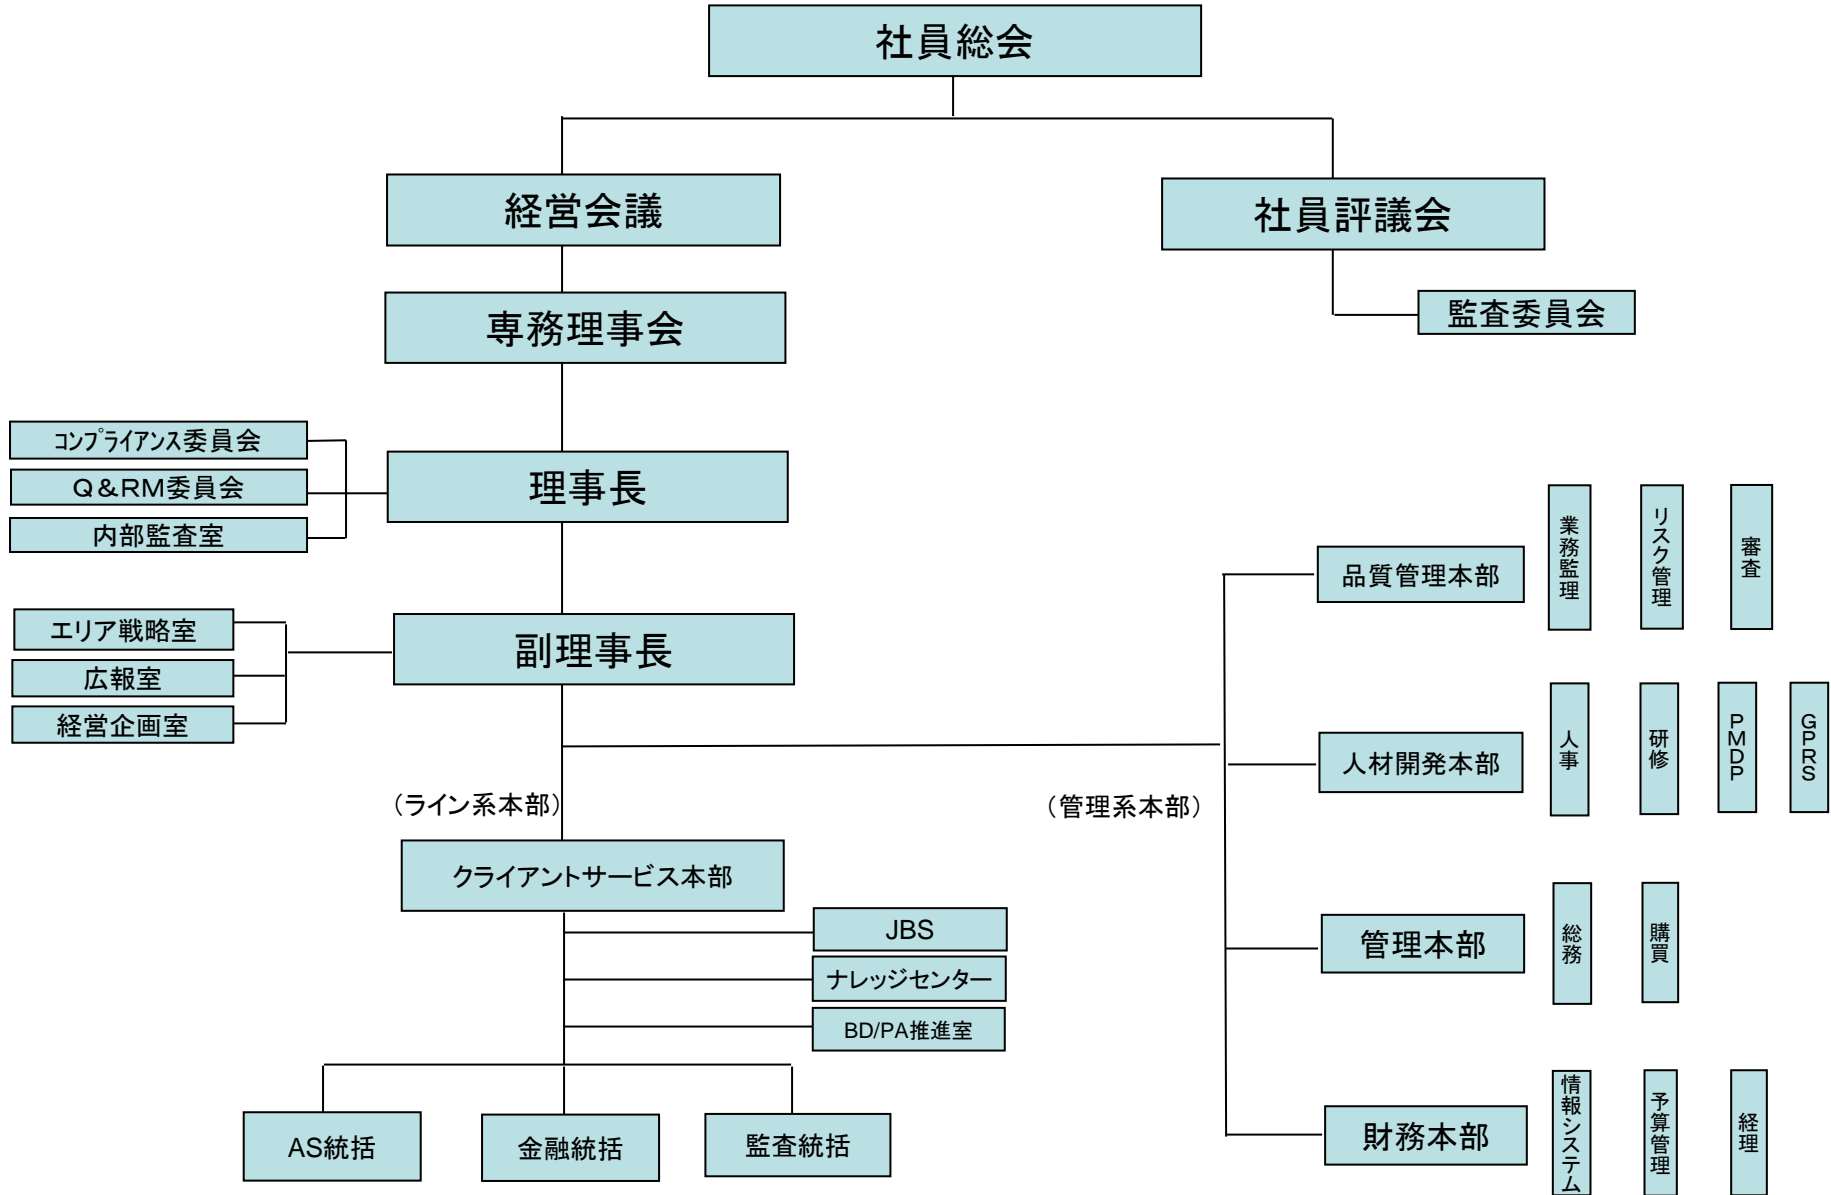 社員総会
経営会議
社員評議会
専務理事会
監査委員会
コンプライアンス委員会
Q&RM委員会
内部監査室
理事長
エリア戦略室
広報室
経営企画室
副理事長
（ライン系本部）
（管理系本部）
クライアントサービス本部
JBS
ナレッジセンター
BD/PA推進室
AS統括
金融統括
監査統括
品質管理本部
業務監理
リスク管理
審査
人材開発本部
人事
研修
PMDP
GPRS
管理本部
総務
購買
財務本部
情報システム
予算管理
経理